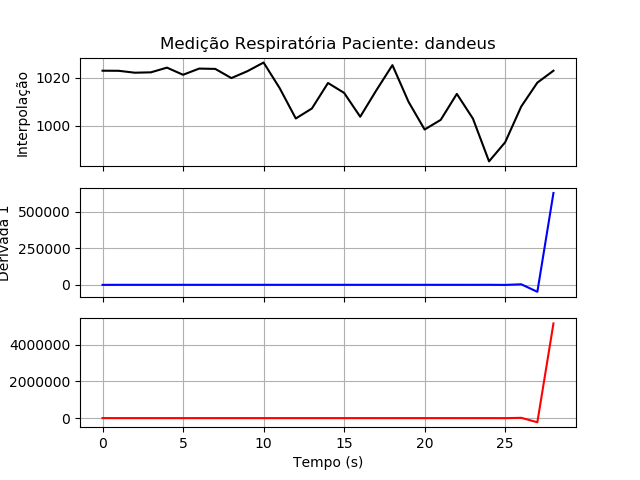 Medição Respiratória Paciente: dandeus
Interpolação
1020
1000
Derivada 1
500000
250000
0
4000000
2000000
0
0 5 10 15 20 25
Tempo (s)